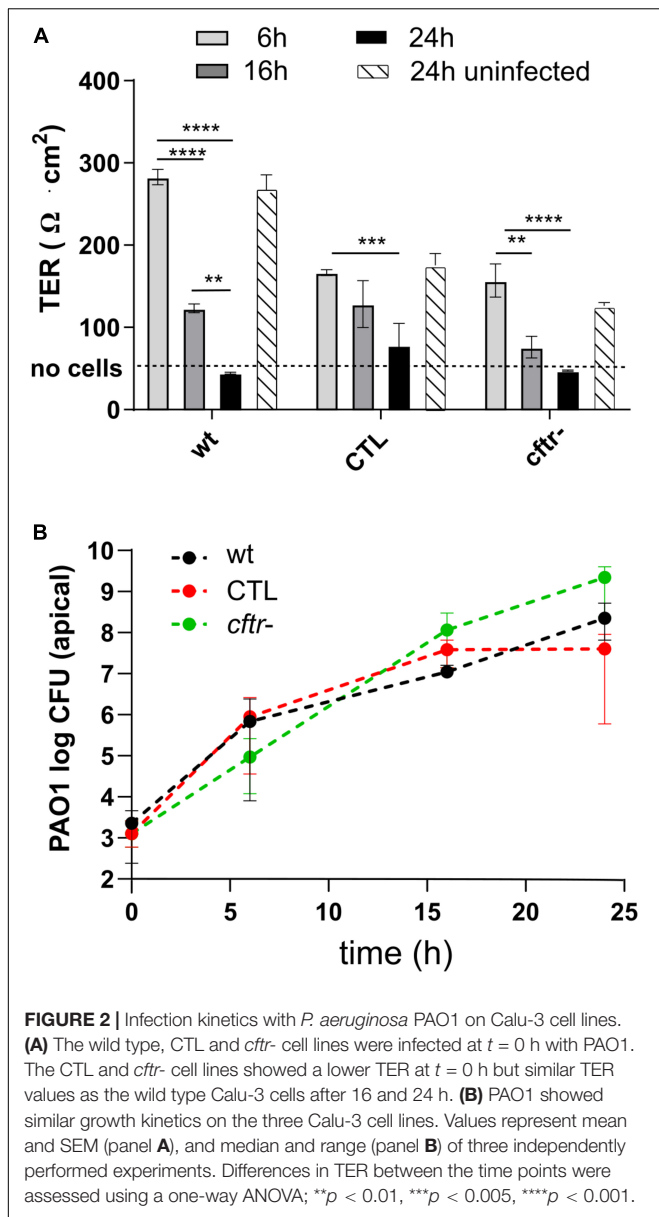 A
6h
24h
16h
24h uninfected
400
300
200
100
0
TER ( Ω · cm²)
no cells
****
****
**
***
****
**
wt
CTL
cftr-
B
wt
CTL
cftr-
10
9
8
7
6
5
4
3
2
PAO1 log CFU (apical)
0 5 10 15 20 25
time (h)
FIGURE 2 | Infection kinetics with P. aeruginosa PAO1 on Calu-3 cell lines.
(A) The wild type, CTL and cftr- cell lines were infected at t = 0 h with PAO1.
The CTL and cftr- cell lines showed a lower TER at t = 0 h but similar TER
values as the wild type Calu-3 cells after 16 and 24 h. (B) PAO1 showed
similar growth kinetics on the three Calu-3 cell lines. Values represent mean
and SEM (panel A), and median and range (panel B) of three independently
performed experiments. Differences in TER between the time points were
assessed using a one-way ANOVA; **p < 0.01, ***p < 0.005, ****p < 0.001.